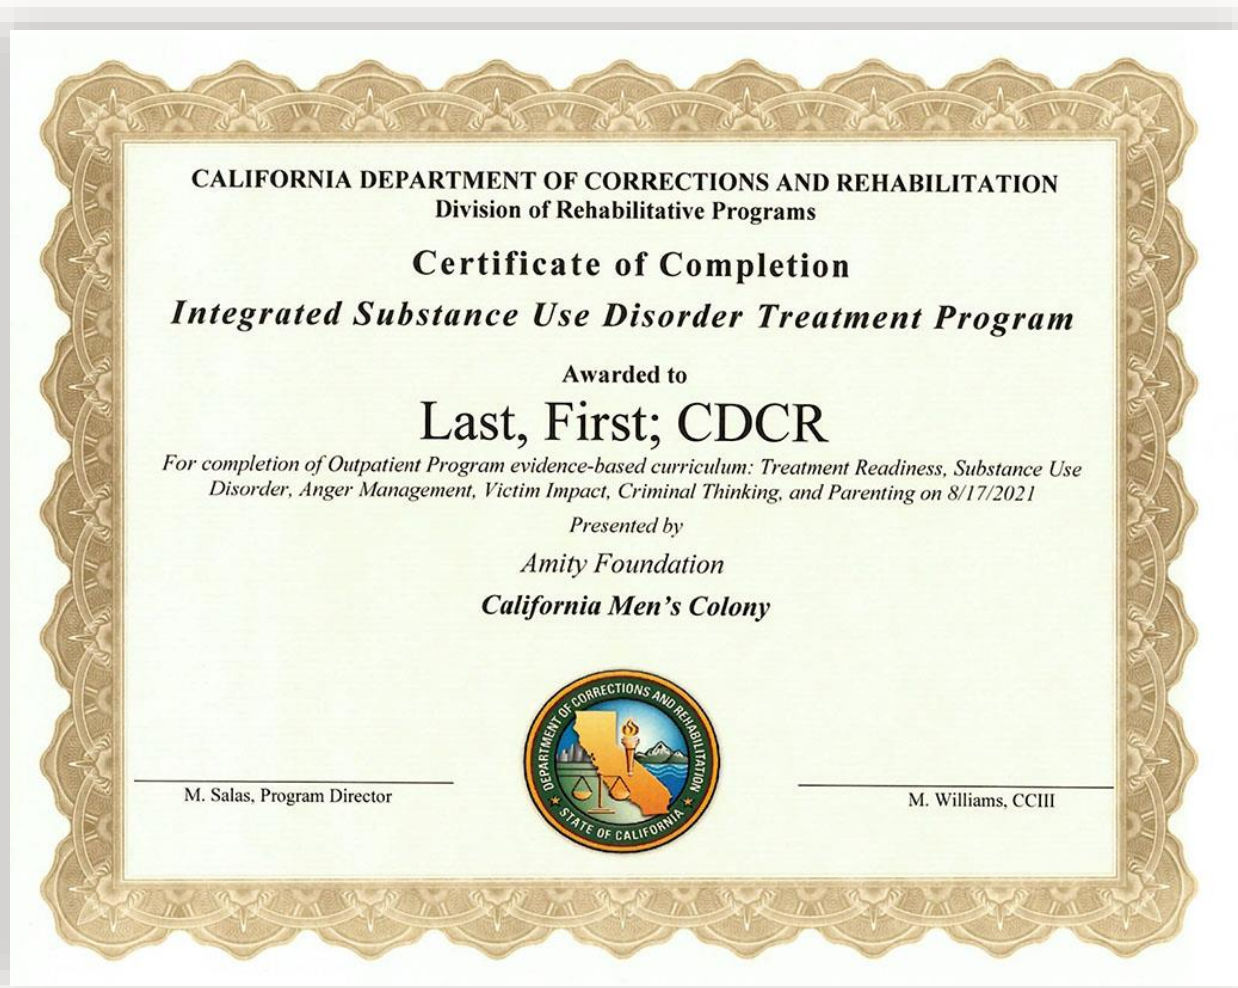 CALIFORNIA DEPARTMENT OF CORRECTIONS AND REHABILITATION
Division of Rehabilitative Programs
Certificate of Completion
Integrated Substance Use Disorder Treatment Program
Awarded to
Last, First; CDCR
For completion of Outpatient Program evidence-based curriculum: Treatment Readiness, Substance Use
Disorder, Anger Management, Victim Impact, Criminal Thinking, and Parenting on 8/17/2021
Presented by
Amity Foundation
California Men's Colony
DEPARTMENT OF CORRECTIONS AND REHABILITATION
STATE OF CALIFORNIA
M. Salas, Program Director
M. Williams, CCIII